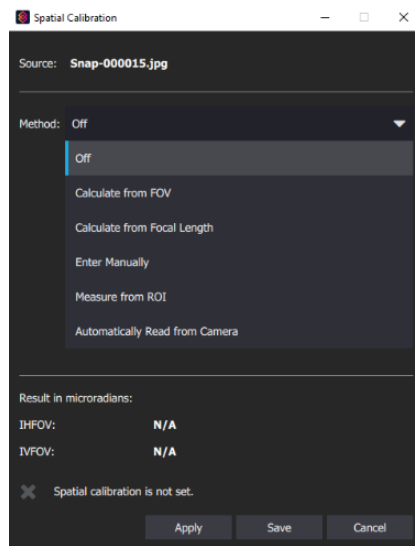 Spatial Calibration
Source: Snap-000015.jpg
Method: Off
Off
Calculate from FOV
Calculate from Focal Length
Enter Manually
Measure from ROI
Automatically Read from Camera
Result in microradians:
IHFOV: N/A
IVFOV: N/A
Spatial calibration is not set.
Apply Save Cancel